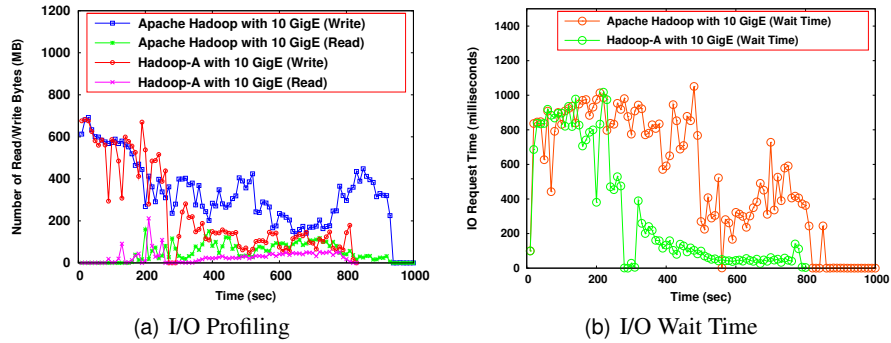 Number of Read/Write Bytes (MB)
1200
1000
800
600
400
200
0
Apache Hadoop with 10 GigE (Write)
Apache Hadoop with 10 GigE (Read)
Hadoop-A with 10 GigE (Write)
Hadoop-A with 10 GigE (Read)
0 200 400 600 800 1000
Time (sec)
(a) I/O Profiling
IO Request Time (milliseconds)
1400
1200
1000
800
600
400
200
0
Apache Hadoop with 10 GigE (Wait Time)
Hadoop-A with 10 GigE (Wait Time)
0 200 400 600 800 1000
Time (sec)
(b) I/O Wait Time